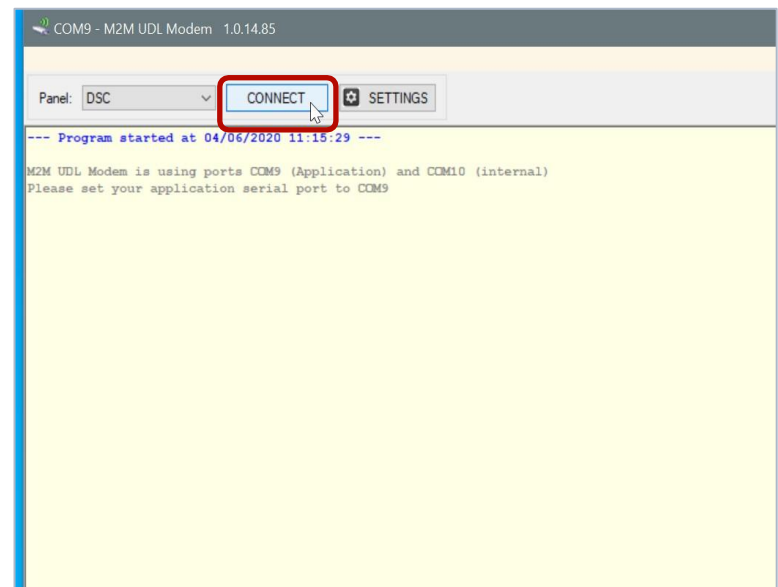 COM9 - M2M UDL Modem 1.0.14.85
Panel: DSC CONNECT SETTINGS
--- Program started at 04/06/2020 11:15:29 ---
M2M UDL Modem is using ports COM9 (Application) and COM10 (internal)
Please set your application serial port to COM9